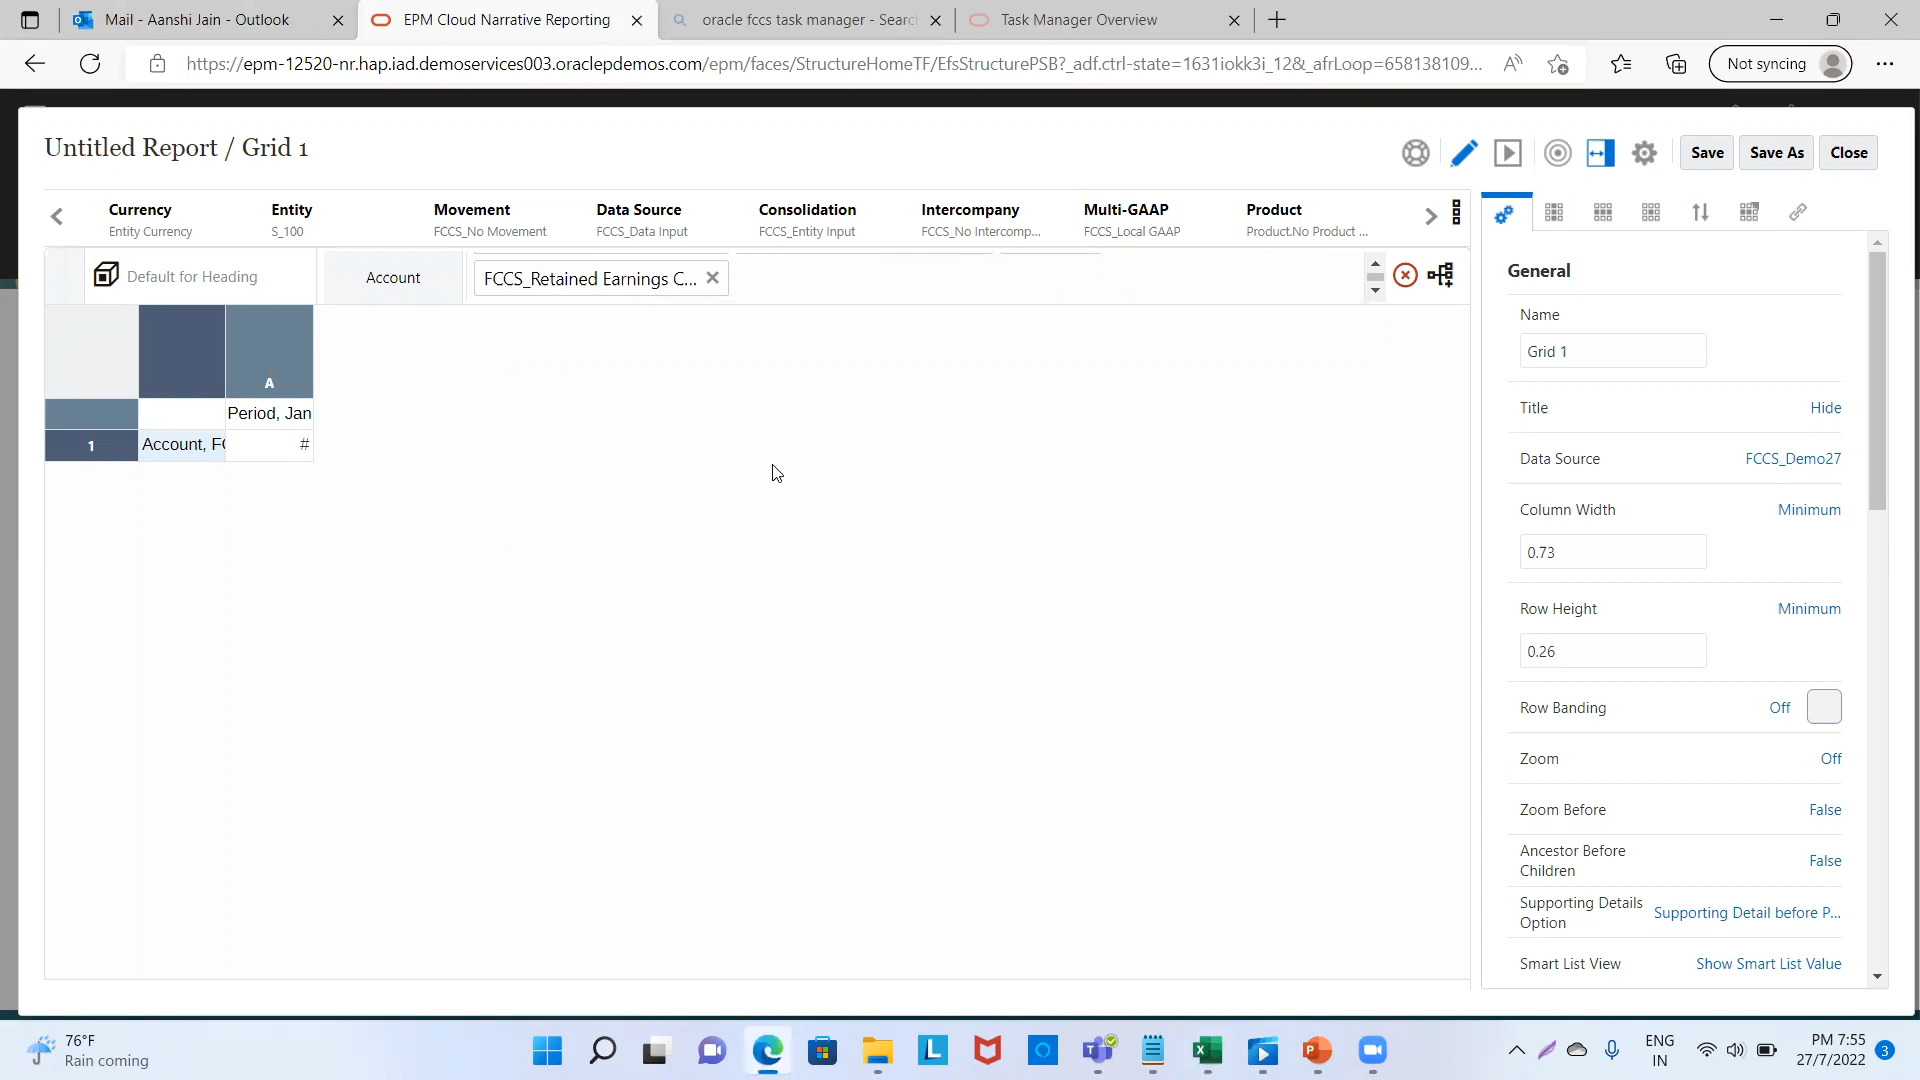 Mail - Aanshi Jain - Outlook
EPM Cloud Narrative Reporting
oracle fccs task manager - Searc
Task Manager Overview
https://epm-12520-nr.hap.iad.demoservices003.oraclepdemos.com/epm/faces/StructureHomeTF/EfsStructurePSB?_adf.ctrl-state=1631iokk3i_12&_afrLoop=658138109...
Not syncing
Untitled Report / Grid 1
Save
Save As
Close
Currency
Entity Currency
Entity
S_100
Movement
FCCS_No Movement
Data Source
FCCS_Data Input
Consolidation
FCCS_Entity Input
Intercompany
FCCS_No Intercomp...
Multi-GAAP
FCCS_Local GAAP
Product
Product.No Product ...
Default for Heading
Account
FCCS_Retained Earnings C...
A
Period, Jan
1
Account, FC
#
General
Name
Grid 1
Title
Hide
Data Source
FCCS_Demo27
Column Width
Minimum
0.73
Row Height
Minimum
0.26
Row Banding
Off
Zoom
Off
Zoom Before
False
Ancestor Before
Children
False
Supporting Details
Option
Supporting Detail before P...
Smart List View
Show Smart List Value
76°F
Rain coming
ENG
IN
PM 7:55
27/7/2022
3